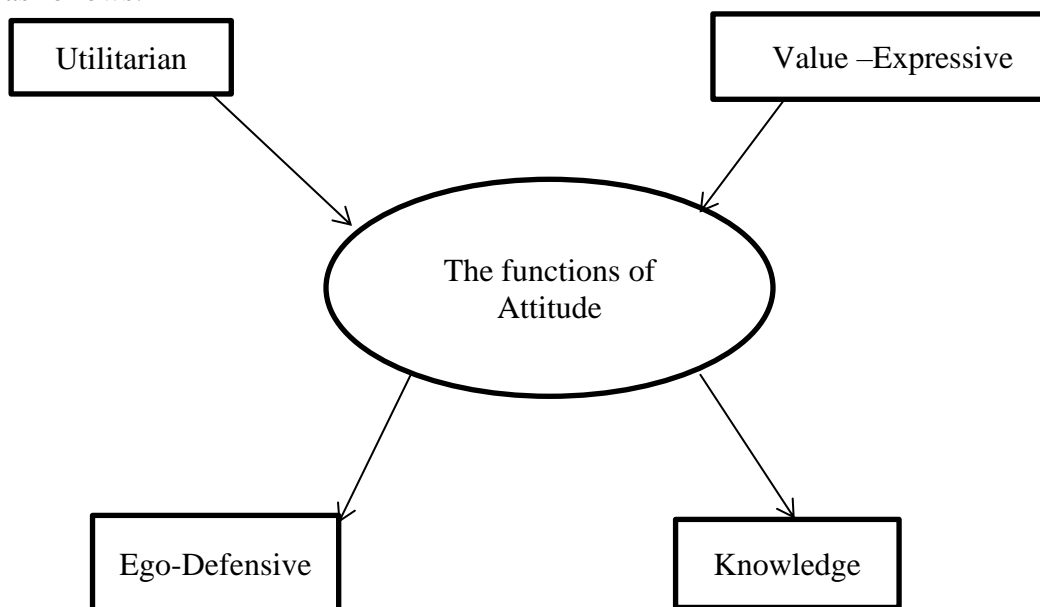 Utilitarian
Value –Expressive
The functions of
Attitude
Ego-Defensive
Knowledge